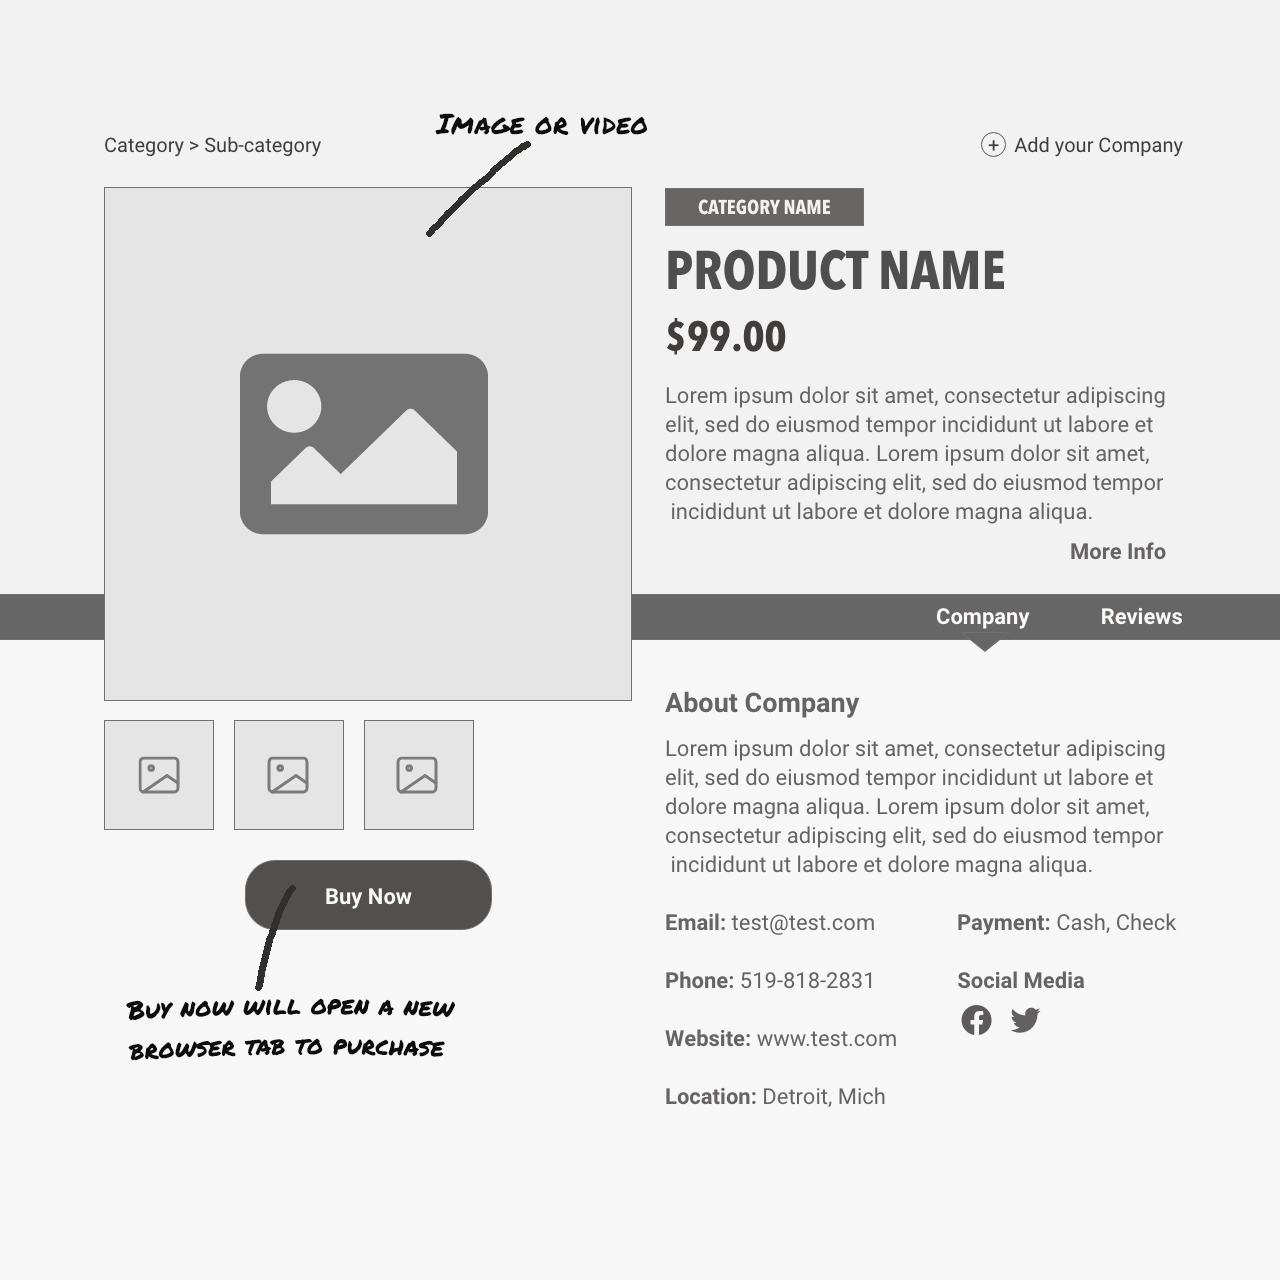 Image or video
Category > Sub-category
Add your Company
CATEGORY NAME
PRODUCT NAME
$99.00
Lorem ipsum dolor sit amet, consectetur adipiscing
elit, sed do eiusmod tempor incididunt ut labore et
dolore magna aliqua. Lorem ipsum dolor sit amet,
consectetur adipiscing elit, sed do eiusmod tempor
incididunt ut labore et dolore magna aliqua.
More Info
Company
Reviews
About Company
Lorem ipsum dolor sit amet, consectetur adipiscing
elit, sed do eiusmod tempor incididunt ut labore et
dolore magna aliqua. Lorem ipsum dolor sit amet,
consectetur adipiscing elit, sed do eiusmod tempor
incididunt ut labore et dolore magna aliqua.
Buy Now
Buy now will open a new
browser tab to purchase
Email: test@test.com
Phone: 519-818-2831
Website: www.test.com
Location: Detroit, Mich
Payment: Cash, Check
Social Media